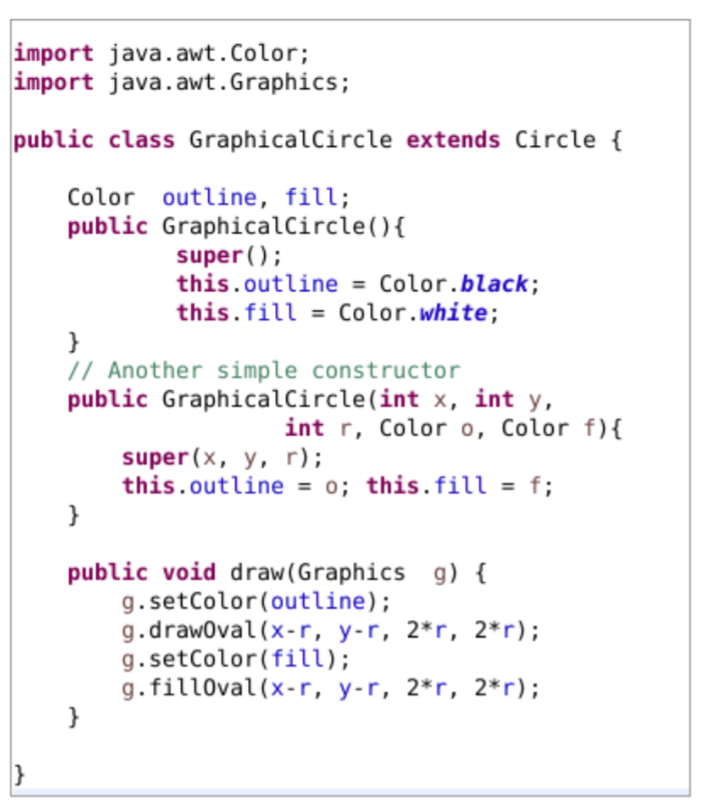 import java.awt.Color;
import java.awt.Graphics;

public class GraphicalCircle extends Circle {

    Color  outline, fill;
    public GraphicalCircle(){
            super();
            this.outline = Color.black;
            this.fill = Color.white;
    }
    // Another simple constructor
    public GraphicalCircle(int x, int y,
                    int r, Color o, Color f){
        super(x, y, r);
        this.outline = o; this.fill = f;
    }

    public void draw(Graphics  g) {
        g.setColor(outline);
        g.drawOval(x-r, y-r, 2*r, 2*r);
        g.setColor(fill);
        g.fillOval(x-r, y-r, 2*r, 2*r);
    }

}